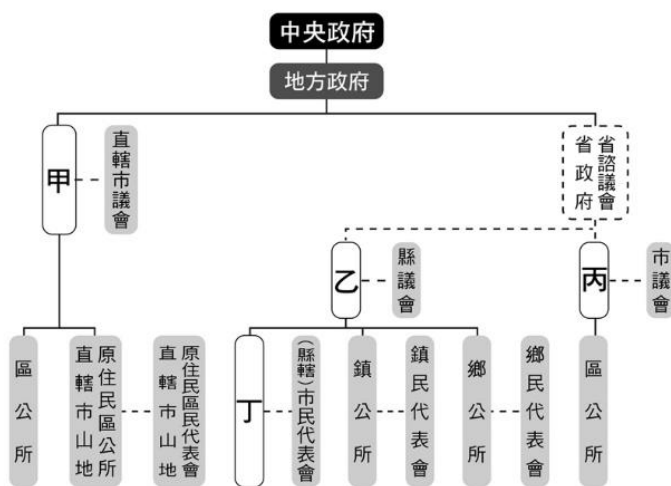 中央政府
地方政府
甲
直轄市議會
省諮議會
省政府
乙
縣議會
丙
市議會
區公所
原住民區公所
直轄市山地
原住民區民代表會
直轄市山地
丁
(縣轄)市民代表會
鎮公所
鎮民代表會
鄉公所
鄉民代表會
區公所